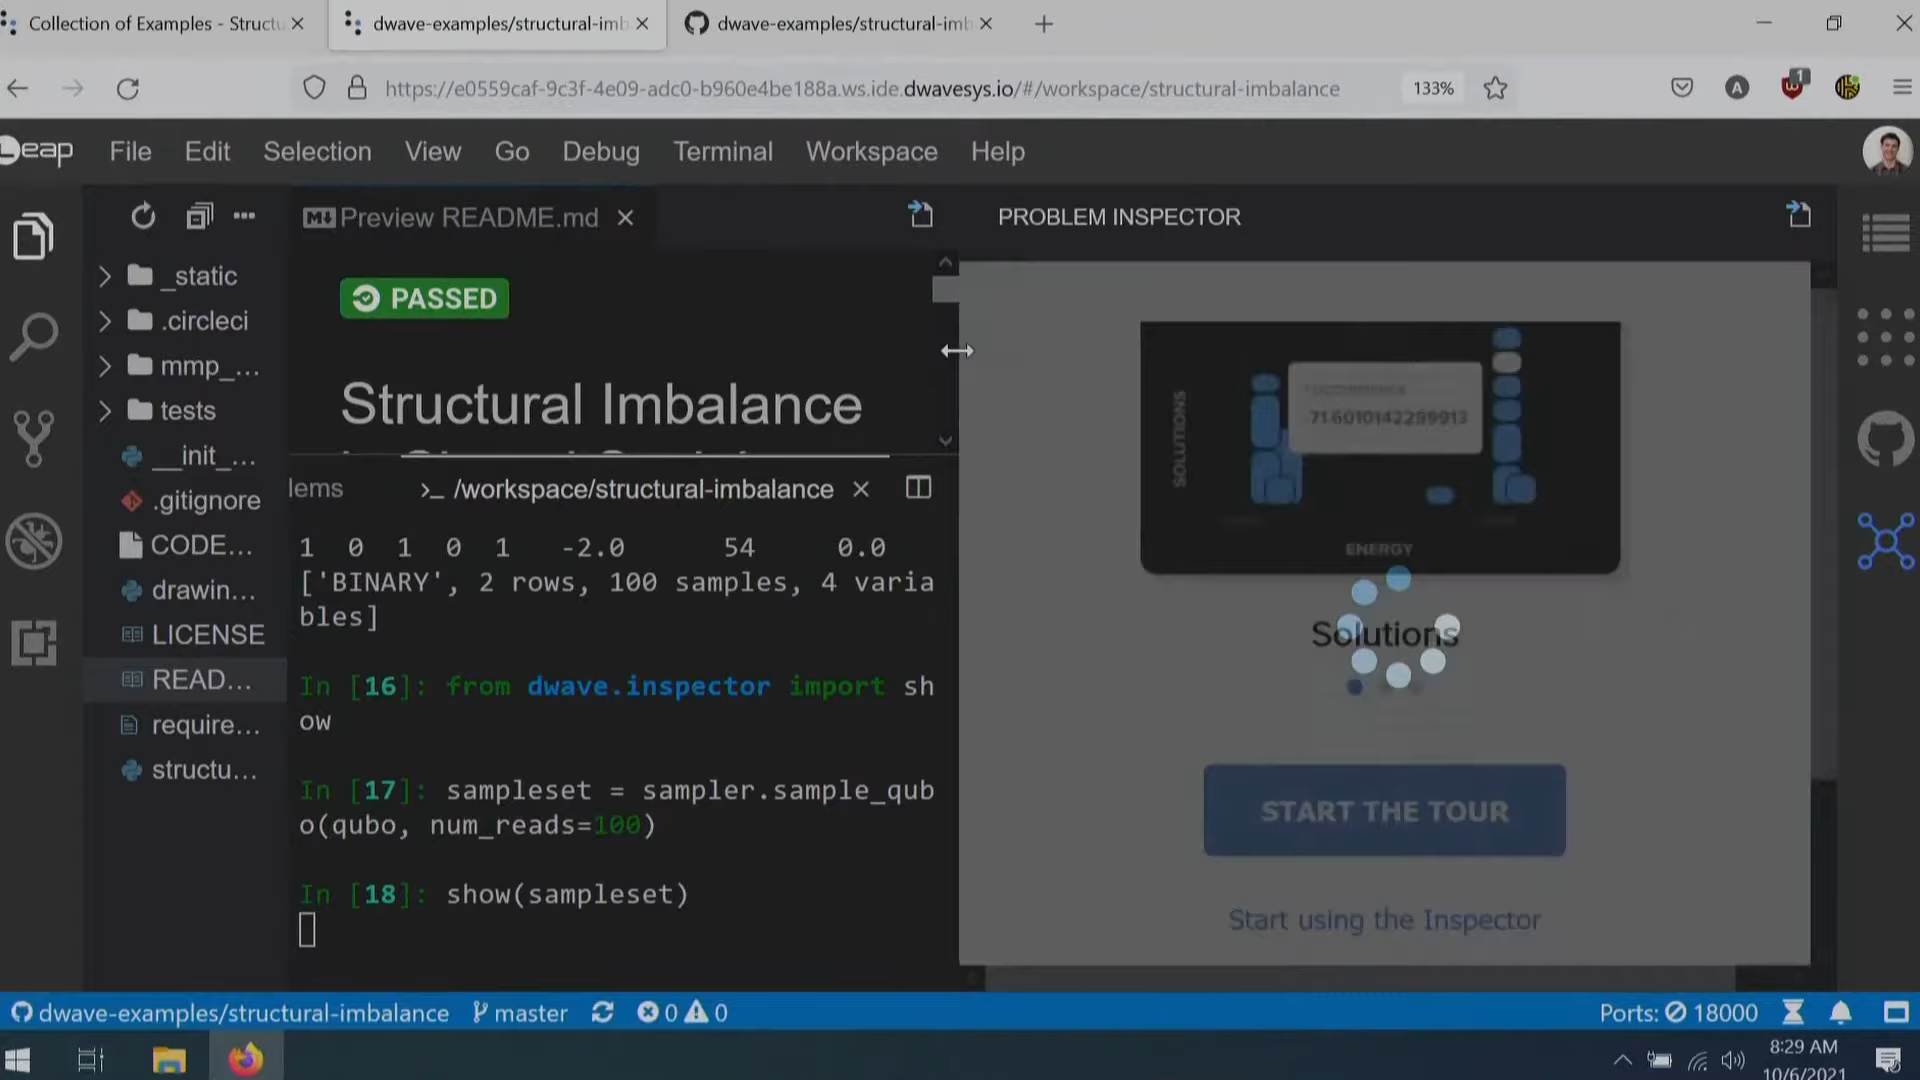 Collection of Examples - Structu
dwave-examples/structural-imb
dwave-examples/structural-imb
https://e0559caf-9c3f-4e09-adc0-b960e4be188a.ws.ide.dwavesys.io/#/workspace/structural-imbalance
133%
A
1
Leap File Edit Selection View Go Debug Terminal Workspace Help
Preview README.md
PROBLEM INSPECTOR
_static
.circleci
mmp_...
tests
__init_...
.gitignore
CODE...
drawin...
LICENSE
READ...
require...
structu...
PASSED
Structural Imbalance
lems
>_ /workspace/structural-imbalance
1 0 1 0 1 -2.0 54 0.0
['BINARY', 2 rows, 100 samples, 4 varia
bles]
In [16]: from dwave.inspector import sh
ow
In [17]: sampleset = sampler.sample_qub
o(qubo, num_reads=100)
In [18]: show(sampleset)
SOLUTIONS
-71.6010142299913
ENERGY
Solutions
START THE TOUR
Start using the Inspector
dwave-examples/structural-imbalance master 0 0
Ports: 18000
8:29 AM
10/6/2021